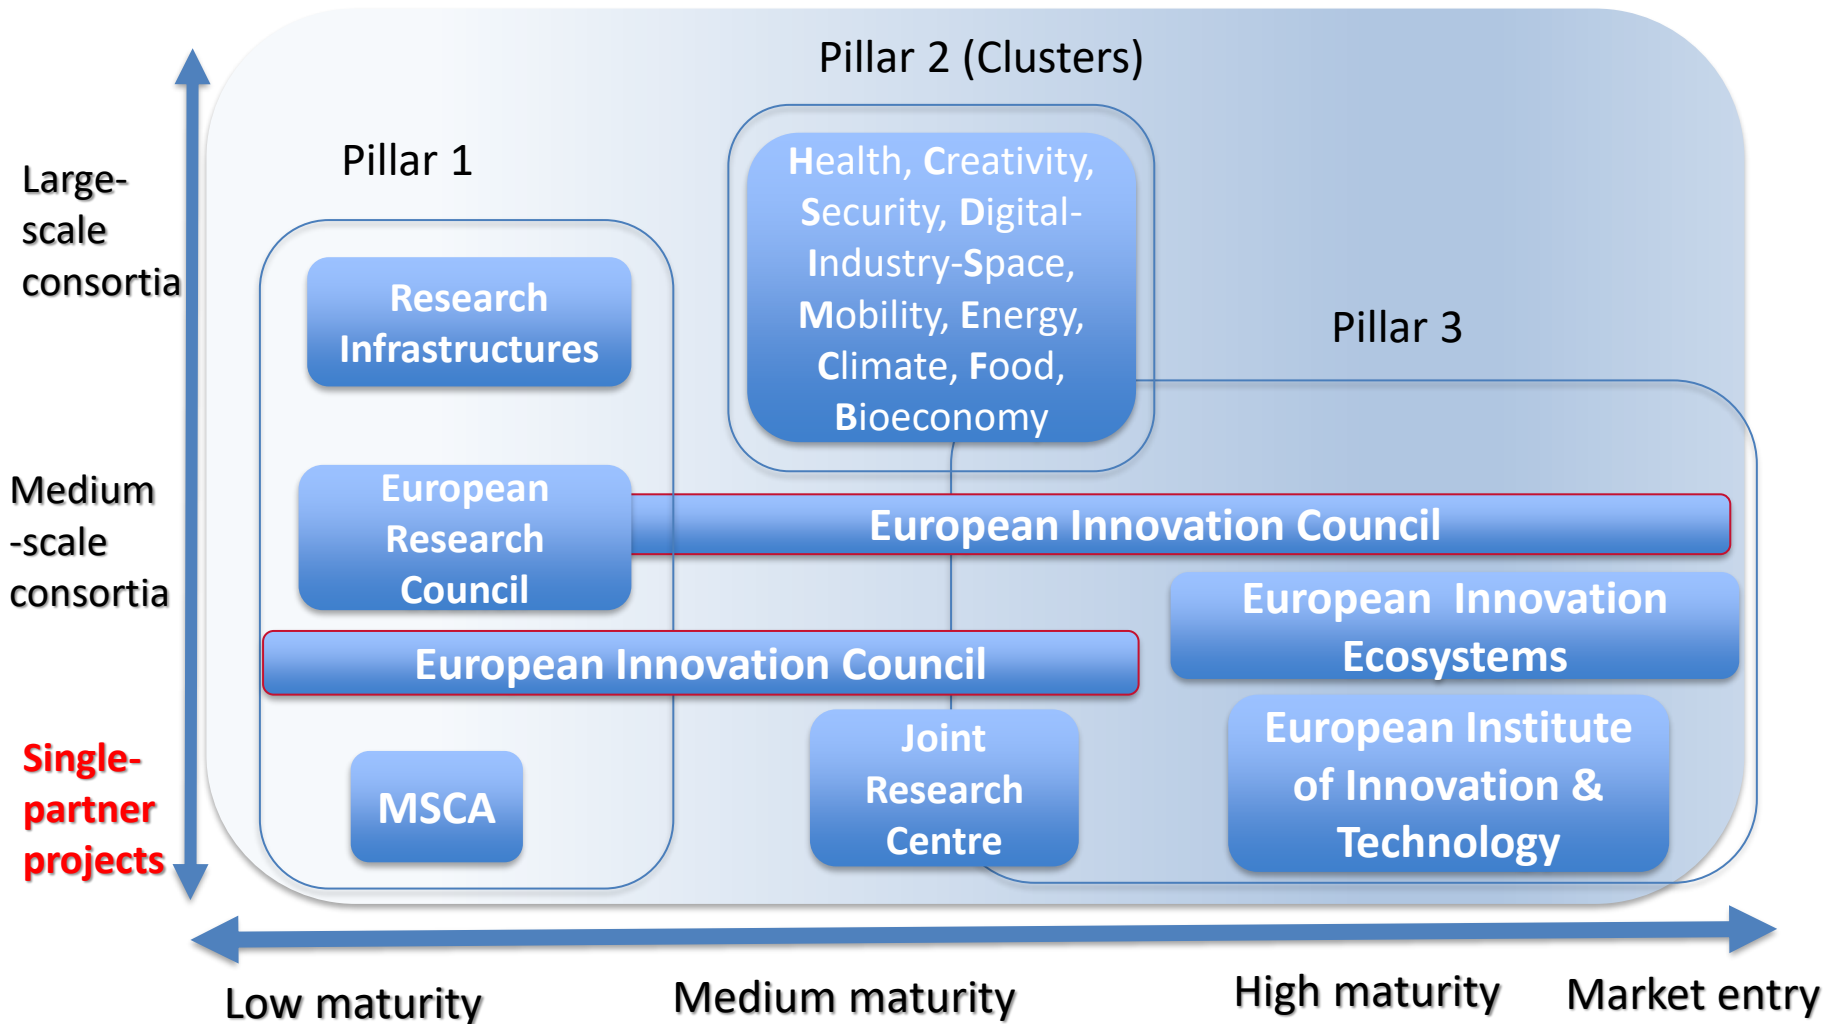 Pillar 2 (Clusters)
Pillar 1
Health, Creativity,
Security, Digital-
Industry-Space,
Mobility, Energy,
Climate, Food,
Bioeconomy
Large-
scale
consortia
Research
Infrastructures
Pillar 3
Medium
-scale
consortia
European
Research
Council
European Innovation Council
European Innovation
Ecosystems
European Innovation Council
Single-
partner
projects
MSCA
Joint
Research
Centre
European Institute
of Innovation &
Technology
Low maturity
Medium maturity
High maturity
Market entry